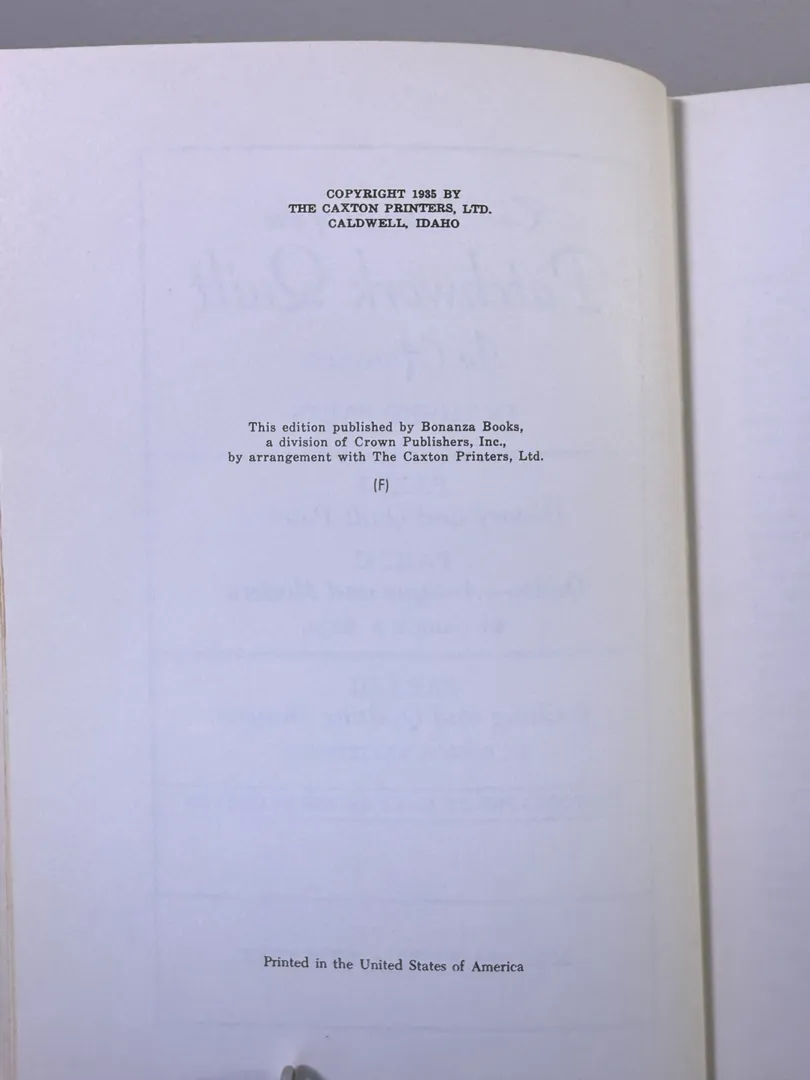 COPYRIGHT 1935 BY
THE CAXTON PRINTERS, LTD.
CALDWELL, IDAHO
This edition published by Bonanza Books,
a division of Crown Publishers, Inc.,
by arrangement with The Caxton Printers, Ltd.
(F)
Printed in the United States of America